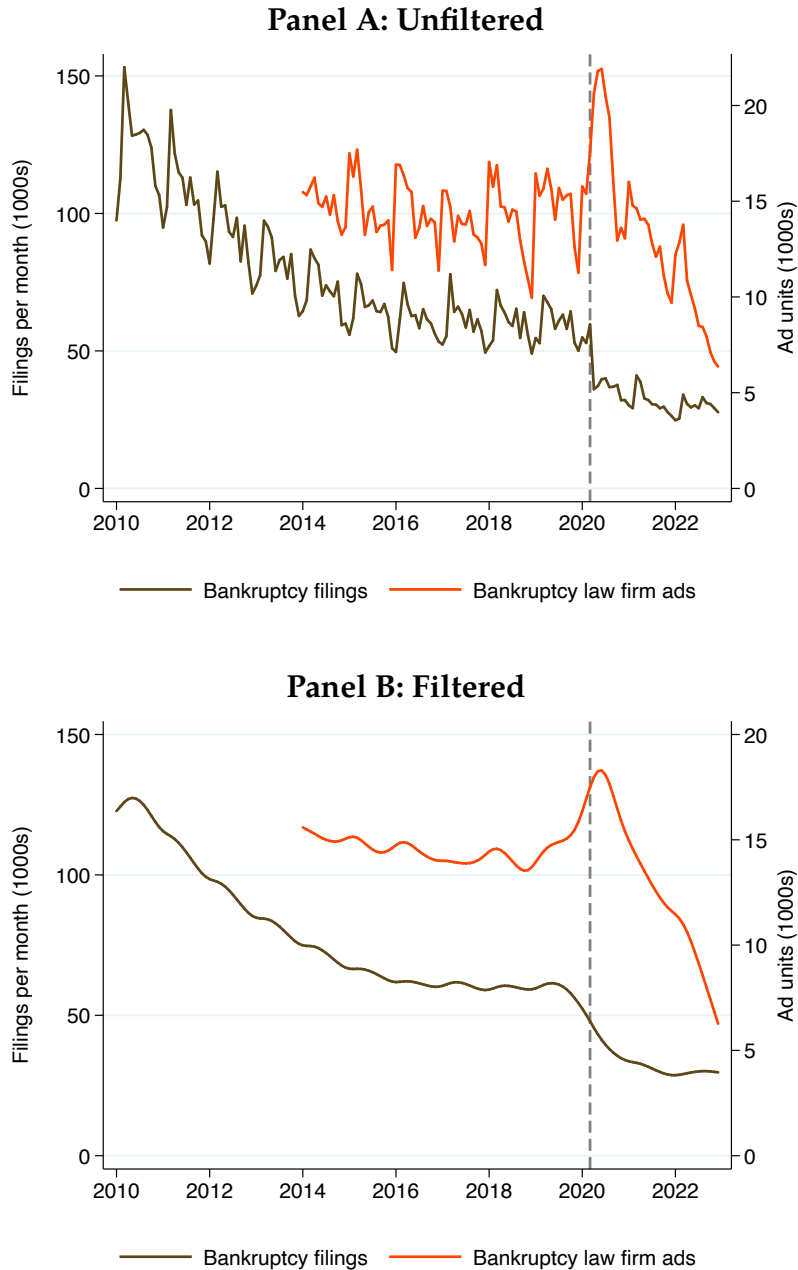 Panel A: Unfiltered
150
100
50
0
Filings per month (1000s)
20
15
10
5
0
Ad units (1000s)
2010 2012 2014 2016 2018 2020 2022
Bankruptcy filings Bankruptcy law firm ads
Panel B: Filtered
150
100
50
0
Filings per month (1000s)
20
15
10
5
0
Ad units (1000s)
2010 2012 2014 2016 2018 2020 2022
Bankruptcy filings Bankruptcy law firm ads